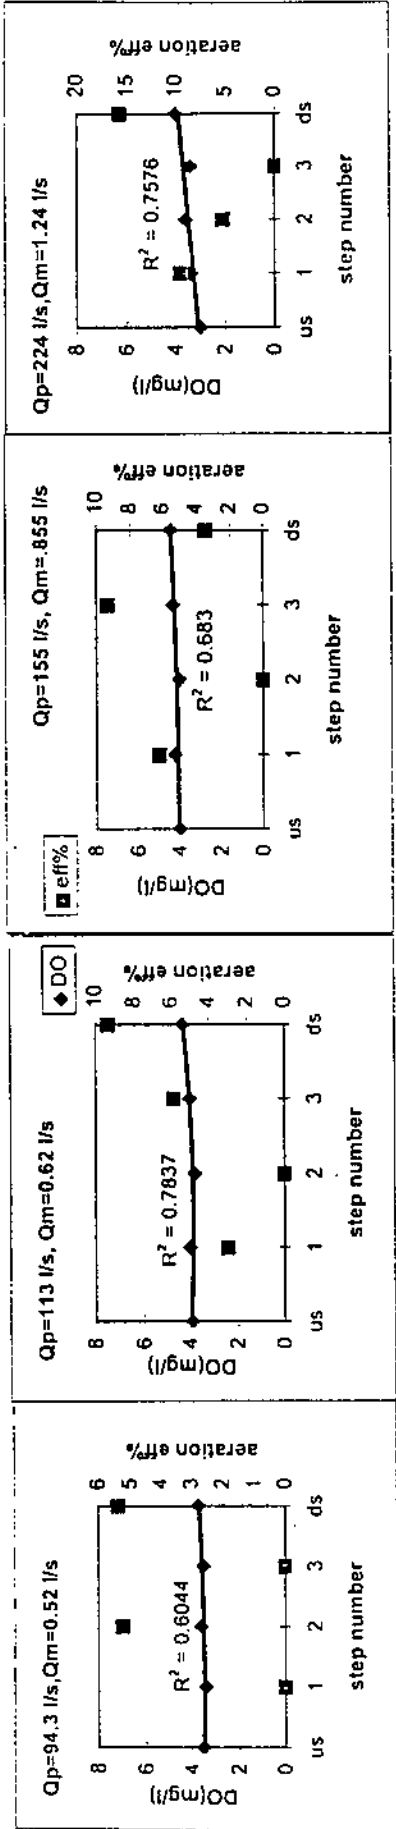 Qp=94.3 l/s,Qm=0.52 l/s
DO(mg/l)
8
6
4
2
0
R² = 0.6044
6
5
4
3
2
1
0
aeration eff%
us 1 2 3 ds
step number
Qp=113 l/s, Qm=0.62 l/s
DO(mg/l)
8
6
4
2
0
R² = 0.7837
10
8
6
4
2
0
aeration eff%
us 1 2 3 ds
step number
DO
eff%
Qp=155 l/s, Qm=.855 l/s
DO(mg/l)
8
6
4
2
0
R² = 0.683
10
8
6
4
2
0
aeration eff%
us 1 2 3 ds
step number
Qp=224 l/s,Qm=1.24 l/s
DO(mg/l)
8
6
4
2
0
R² = 0.7576
20
15
10
5
0
aeration eff%
us 1 2 3 ds
step number